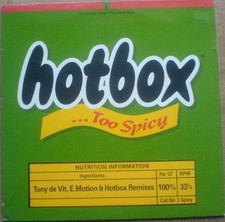 hotbox
...Too Spicy
NUTRITION INFORMATION
Ingredients Per 12" RPM
Tony de Vit, E.Motion & Hotbox Remixes 100% 33⅓
Cat.No 3 Spicy